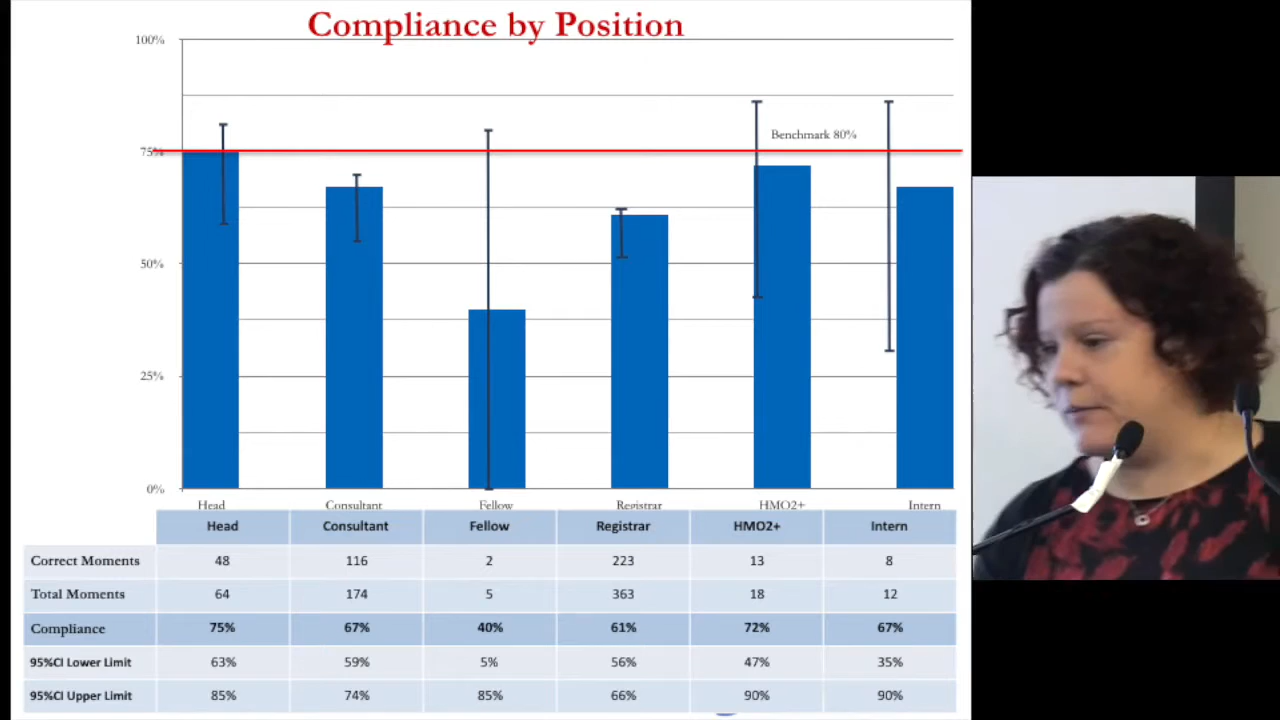 Compliance by Position
100%
Benchmark 80%
75%
50%
25%
0%
Head Consultant Fellow Registrar HMO2+ Intern
Head Consultant Fellow Registrar HMO2+ Intern
Correct Moments 48 116 2 223 13 8
Total Moments 64 174 5 363 18 12
Compliance 75% 67% 40% 61% 72% 67%
95%CI Lower Limit 63% 59% 5% 56% 47% 35%
95%CI Upper Limit 85% 74% 85% 66% 90% 90%